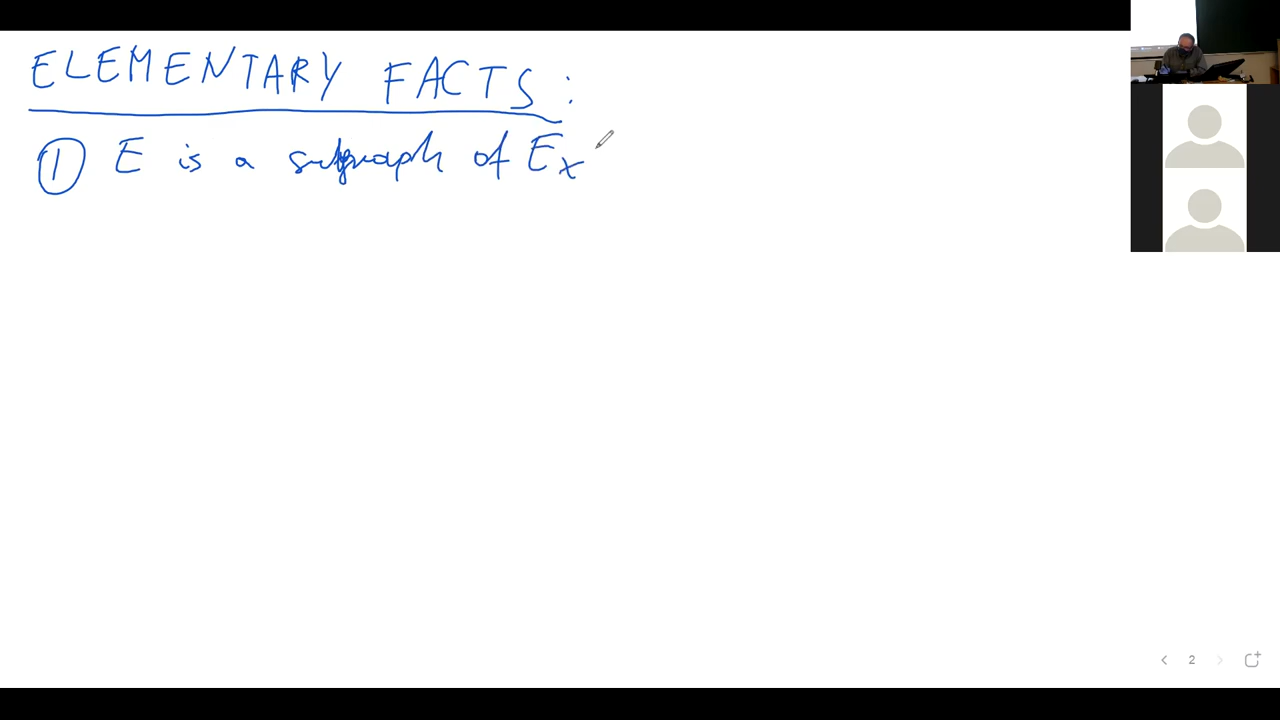 ELEMENTARY FACTS:
① E is a subgraph of Ex
2